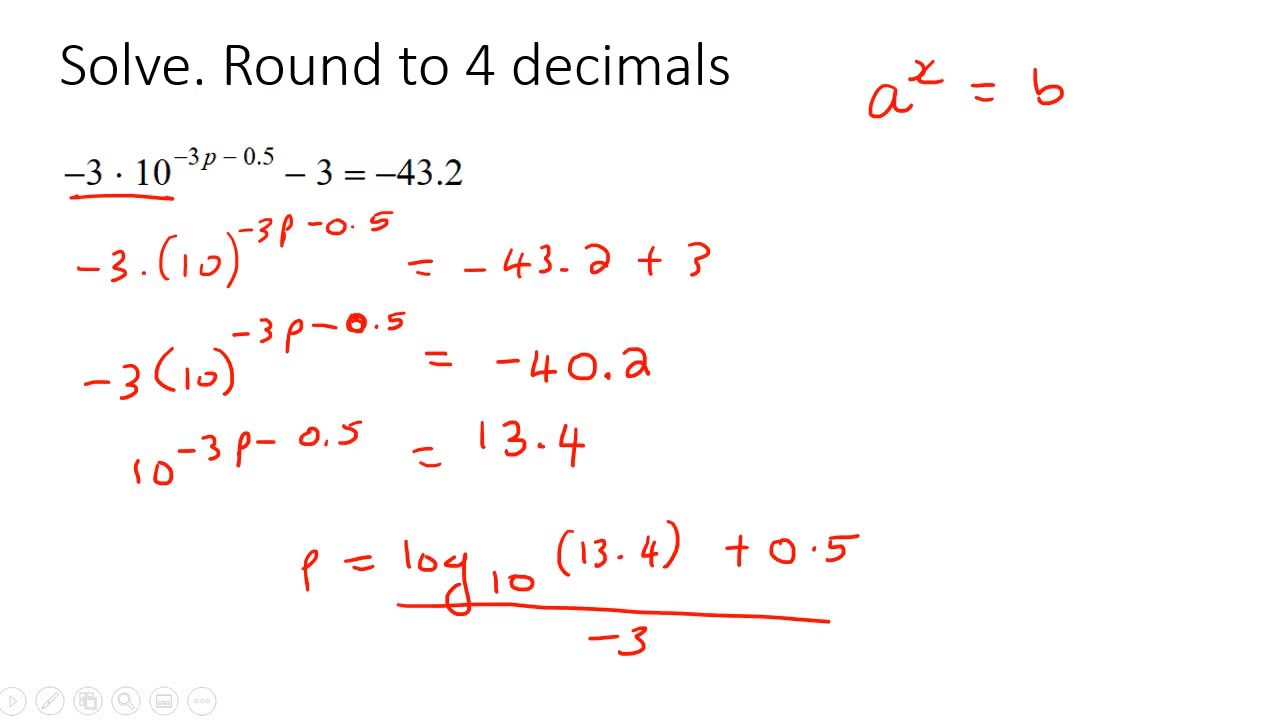 Solve. Round to 4 decimals
a^x = b
−3 · 10^(−3p − 0.5) − 3 = −43.2
-3 · (10)^(-3p - 0.5) = -43.2 + 3
-3 (10)^(-3p - 0.5) = -40.2
10^(-3p - 0.5) = 13.4
p = log_10 (13.4) + 0.5
-3